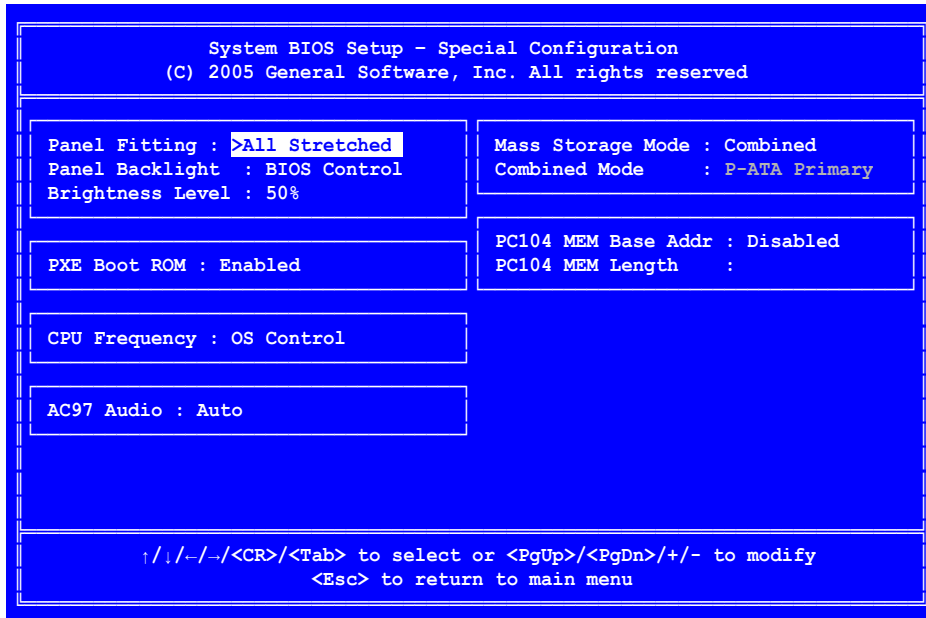 System BIOS Setup – Special Configuration
(C) 2005 General Software, Inc. All rights reserved
Panel Fitting : >All Stretched
Panel Backlight : BIOS Control
Brightness Level : 50%
PXE Boot ROM : Enabled
CPU Frequency : OS Control
AC97 Audio : Auto
Mass Storage Mode : Combined
Combined Mode : P-ATA Primary
PC104 MEM Base Addr : Disabled
PC104 MEM Length :
↑/↓/←/→/<CR>/<Tab> to select or <PgUp>/<PgDn>/+/- to modify
<Esc> to return to main menu